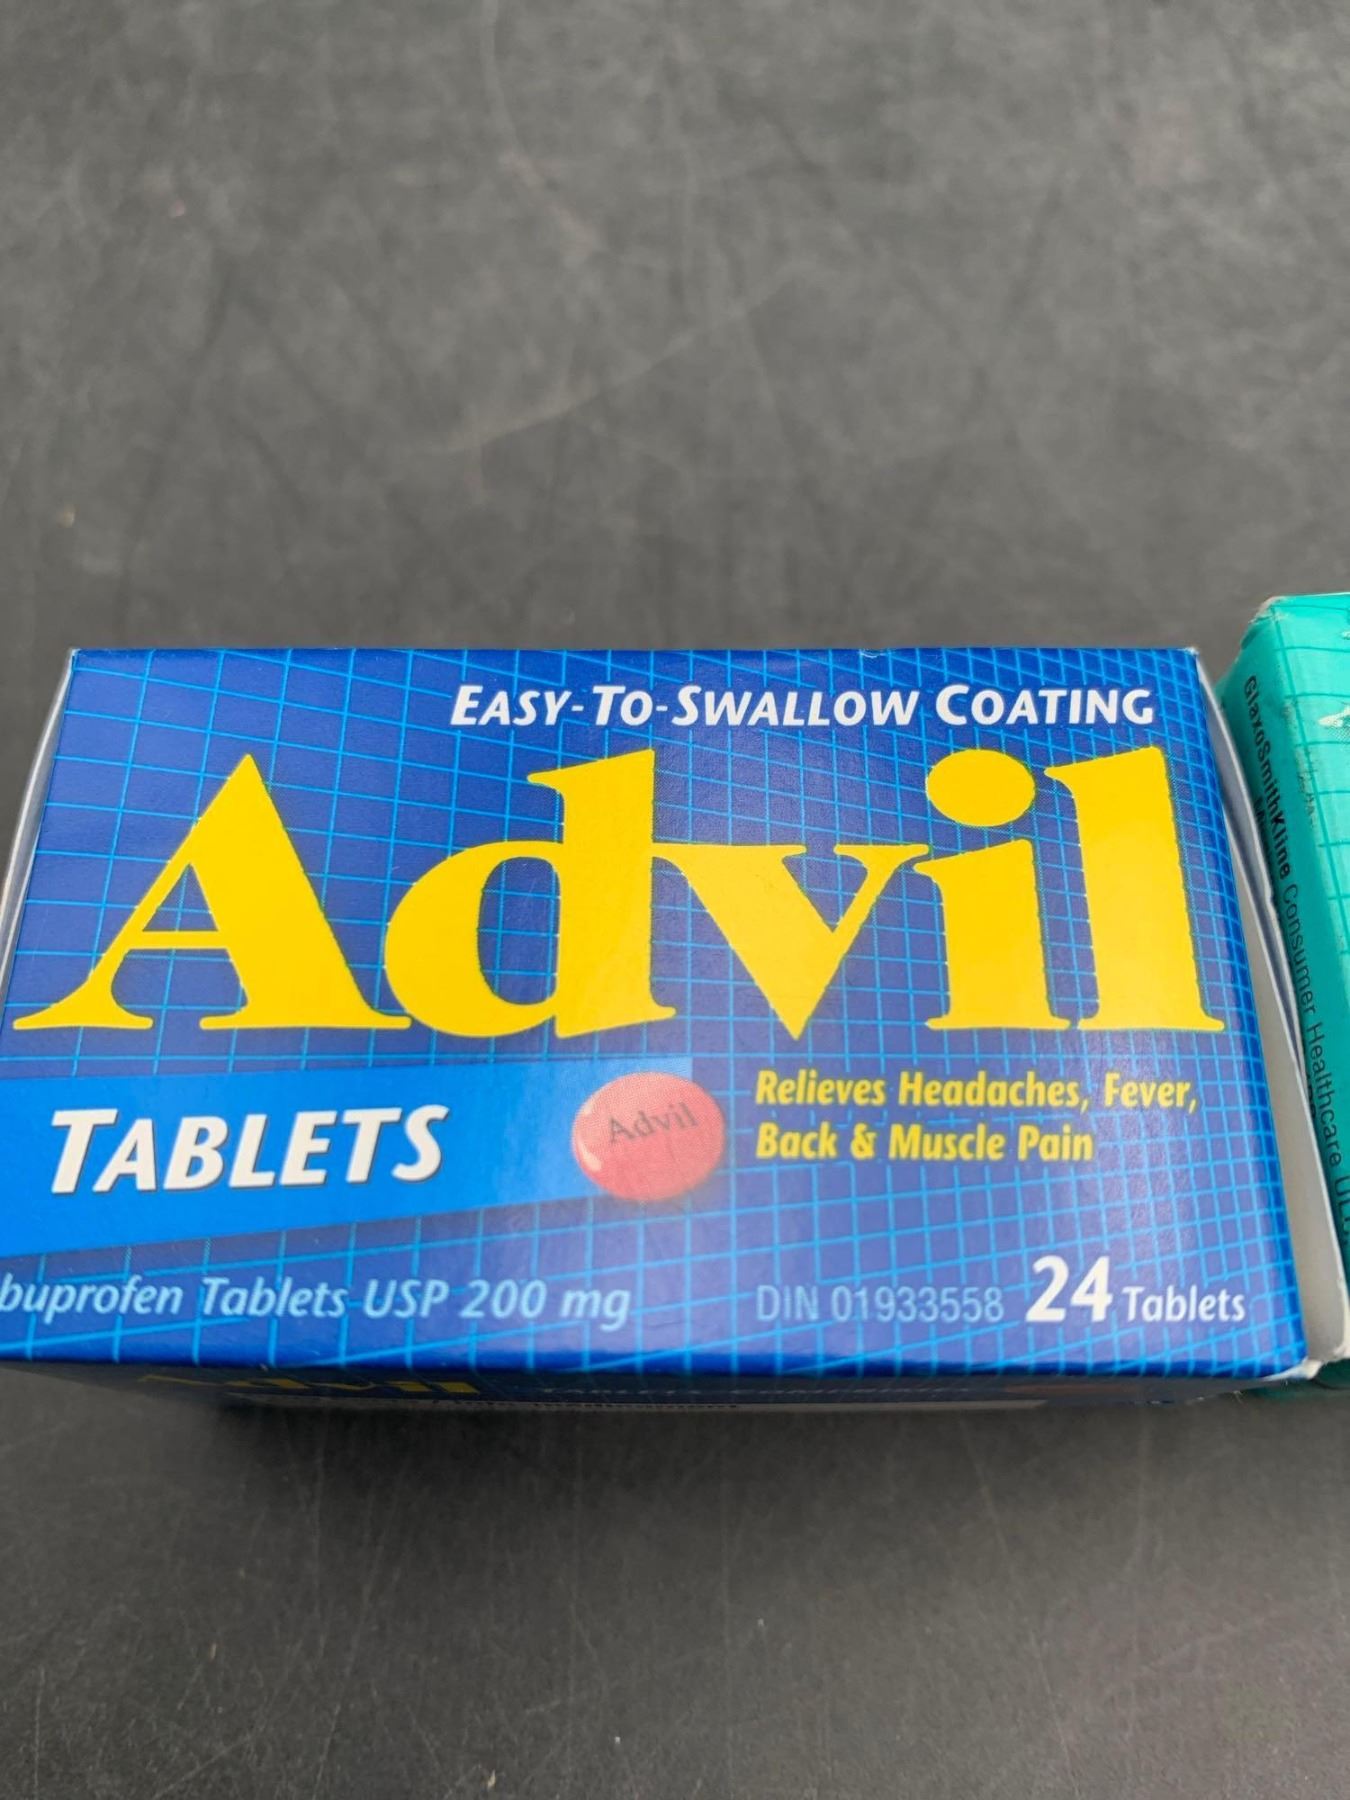 EASY-TO-SWALLOW COATING
Advil
TABLETS
Advil
Relieves Headaches, Fever,
Back & Muscle Pain
buprofen Tablets USP 200 mg
DIN 01933558 24 Tablets
Advil
GlaxoSmithKline Consumer Healthcare